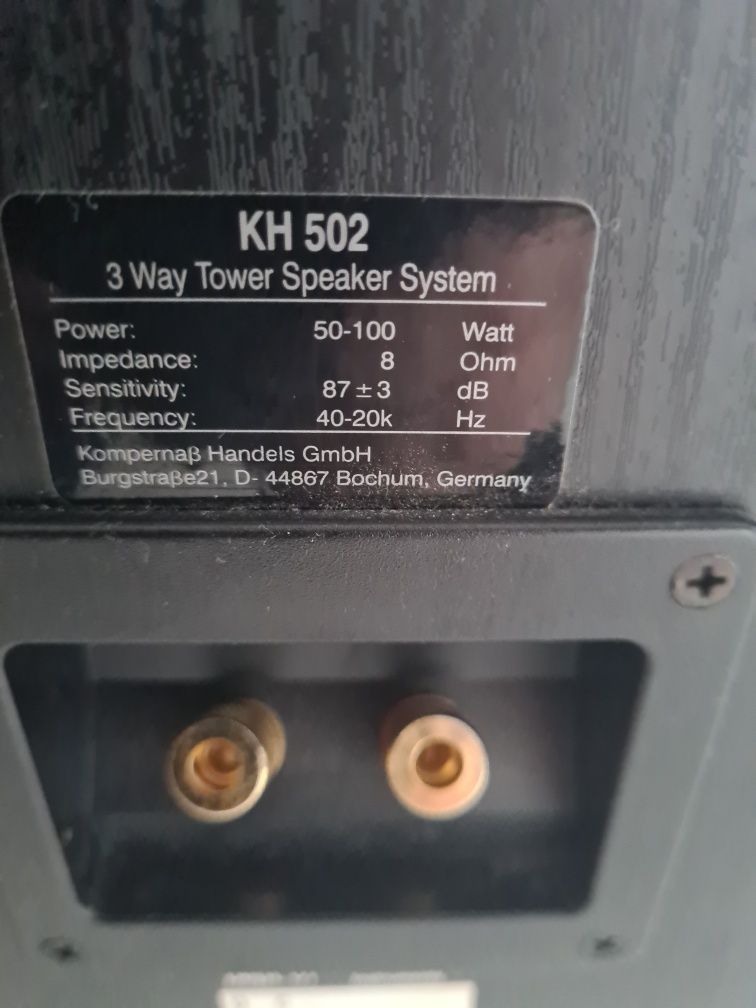 KH 502
3 Way Tower Speaker System
Power: 50-100 Watt
Impedance: 8 Ohm
Sensitivity: 87±3 dB
Frequency: 40-20k Hz
Kompernaß Handels GmbH
Burgstraße21, D- 44867 Bochum, Germany